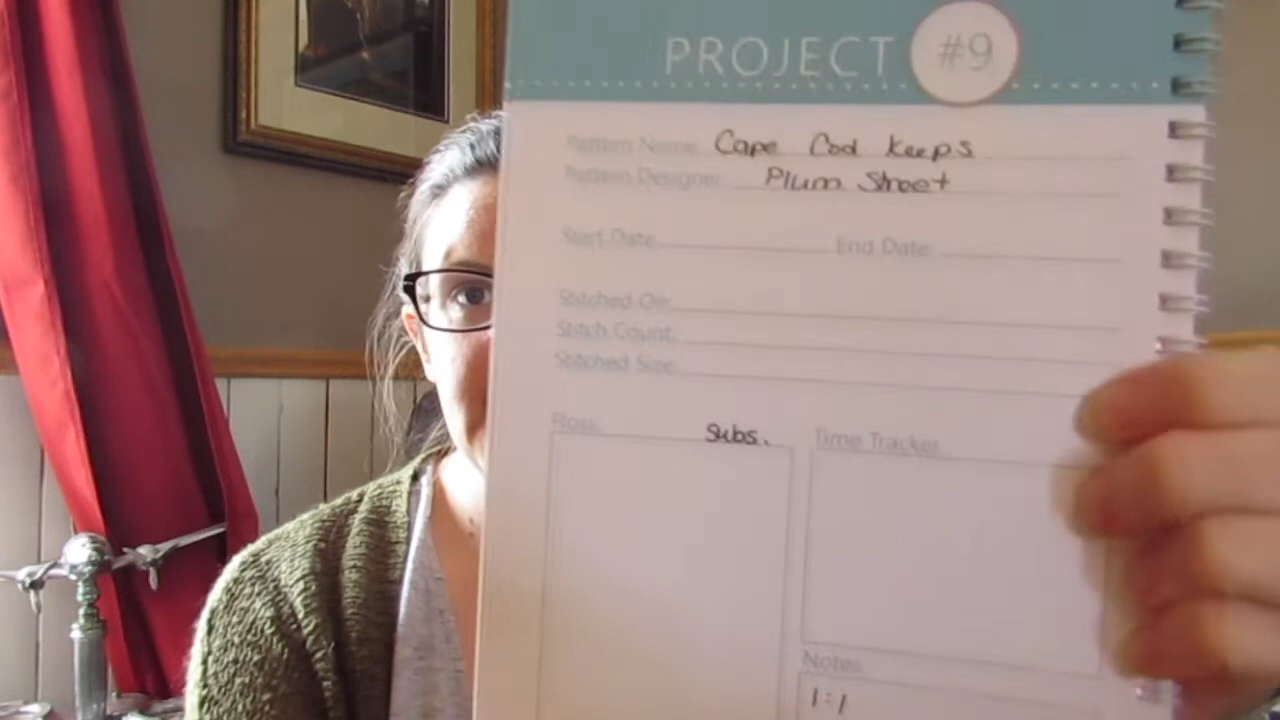 PROJECT #9
Pattern Name: Cape Cod Keeps
Pattern Designer: Plum Street
Start Date: End Date:
Stitched On:
Stitch Count:
Stitched Size:
Floss: Subs. Time Tracker:
Notes:
1:1